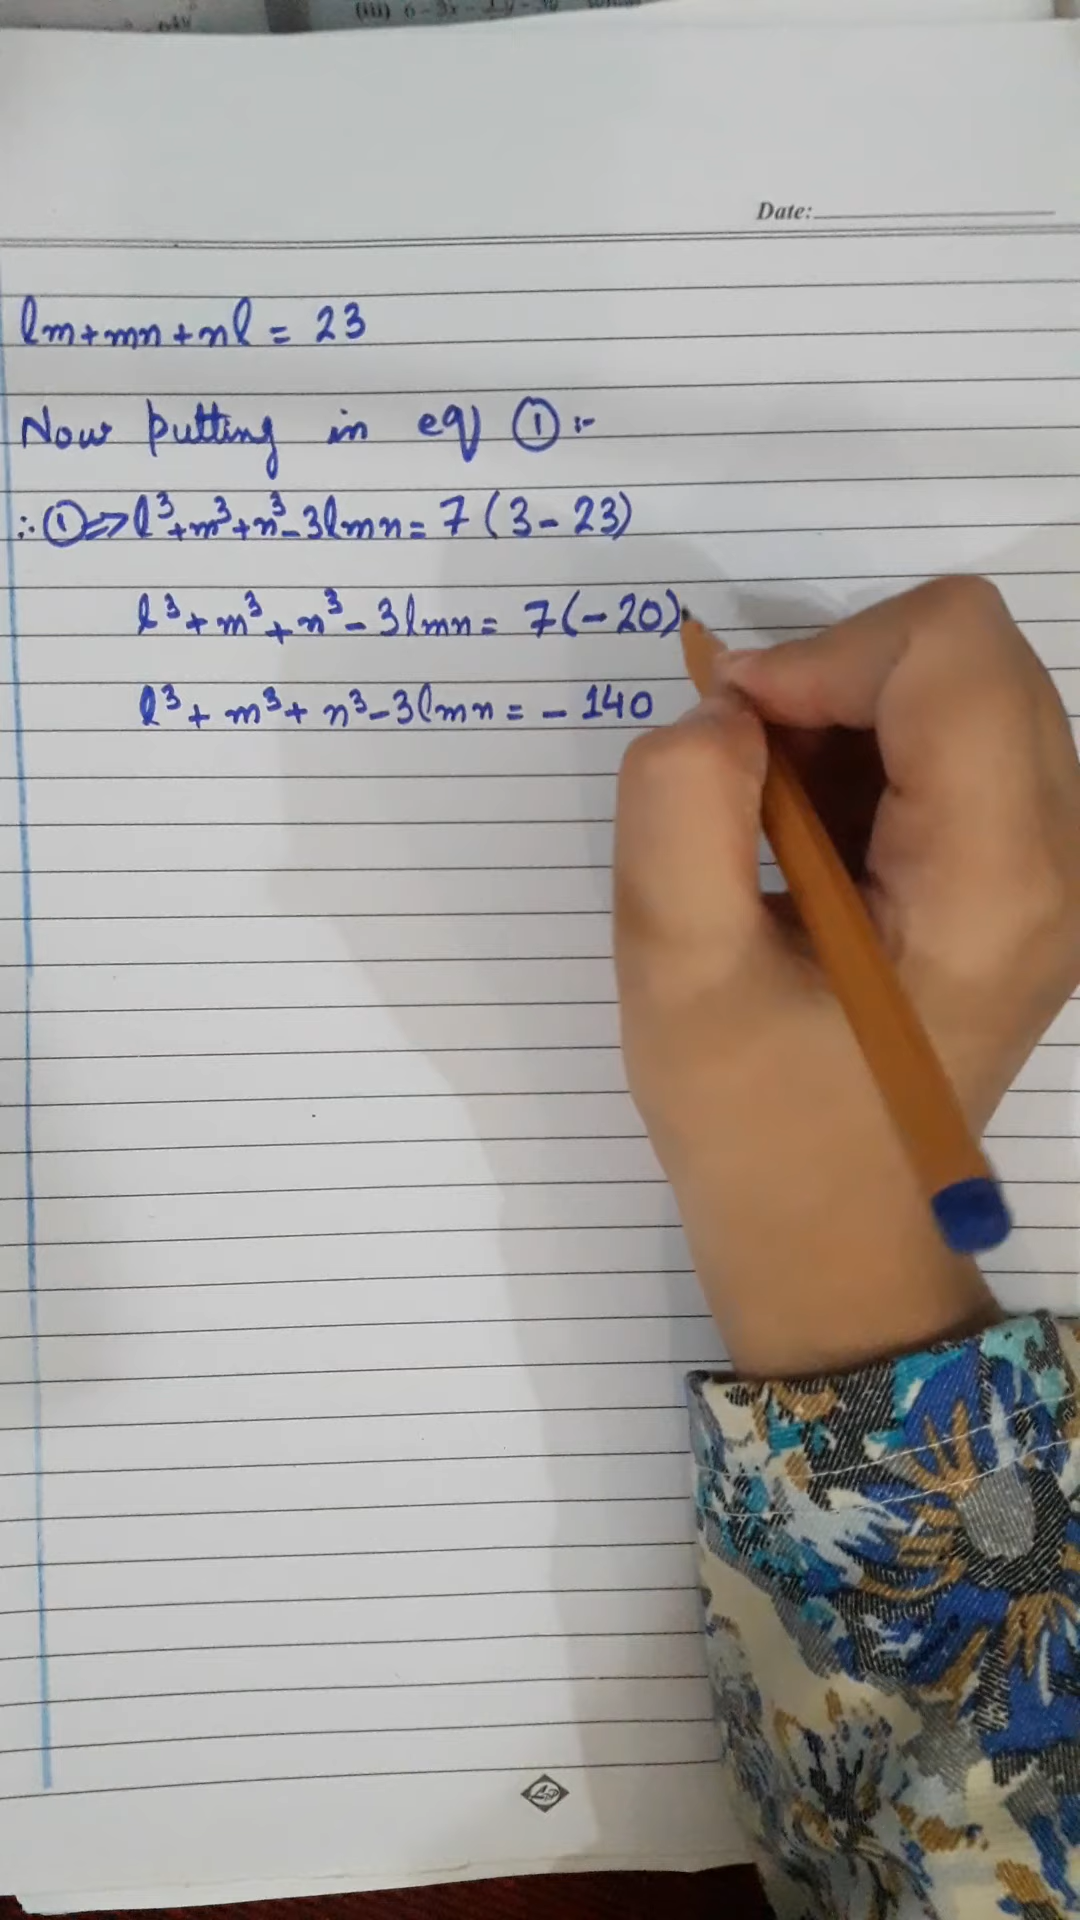 Date:
lm+mn+nl = 23
Now putting in eq ① :-
∴ ① => l³+m³+n³-3lmn = 7(3-23)
l³+m³+n³-3lmn = 7(-20)
l³+m³+n³-3lmn = -140